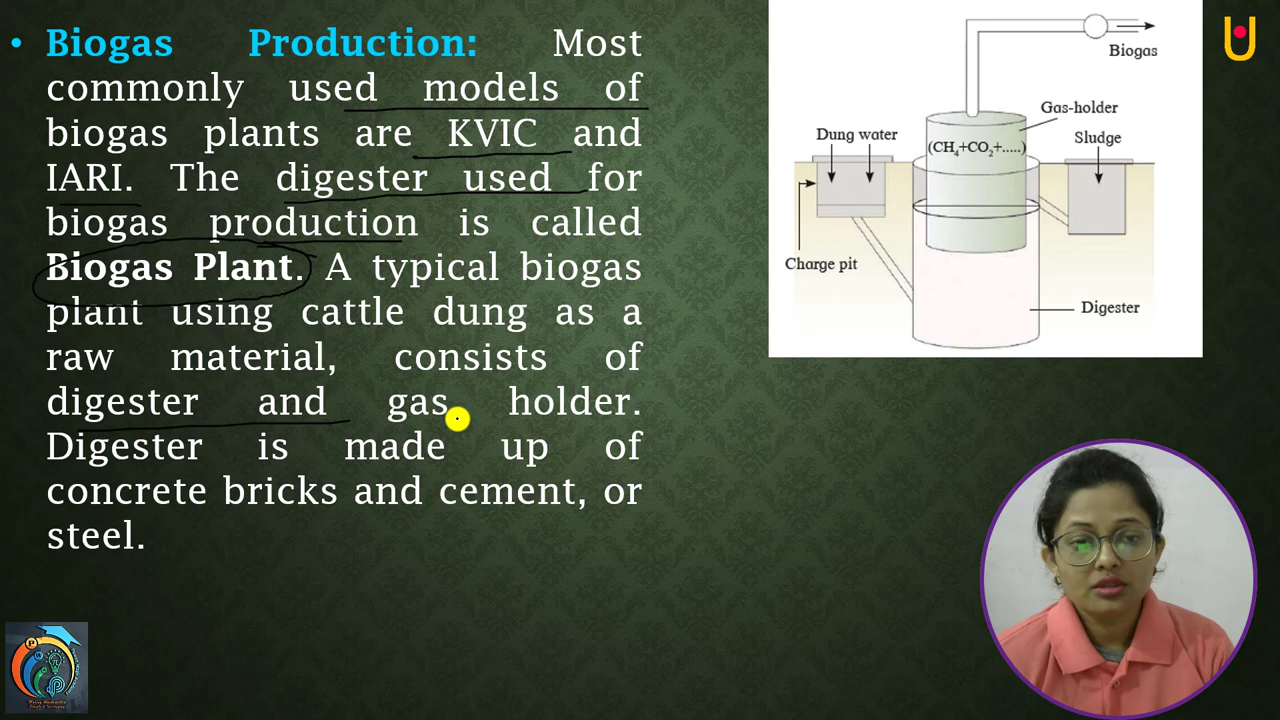 • Biogas Production: Most
commonly used models of
biogas plants are KVIC and
IARI. The digester used for
biogas production is called
Biogas Plant. A typical biogas
plant using cattle dung as a
raw material, consists of
digester and gas holder.
Digester is made up of
concrete bricks and cement, or
steel.
Biogas
Gas-holder
Dung water
Sludge
(CH₄+CO₂+.....)
Charge pit
Digester